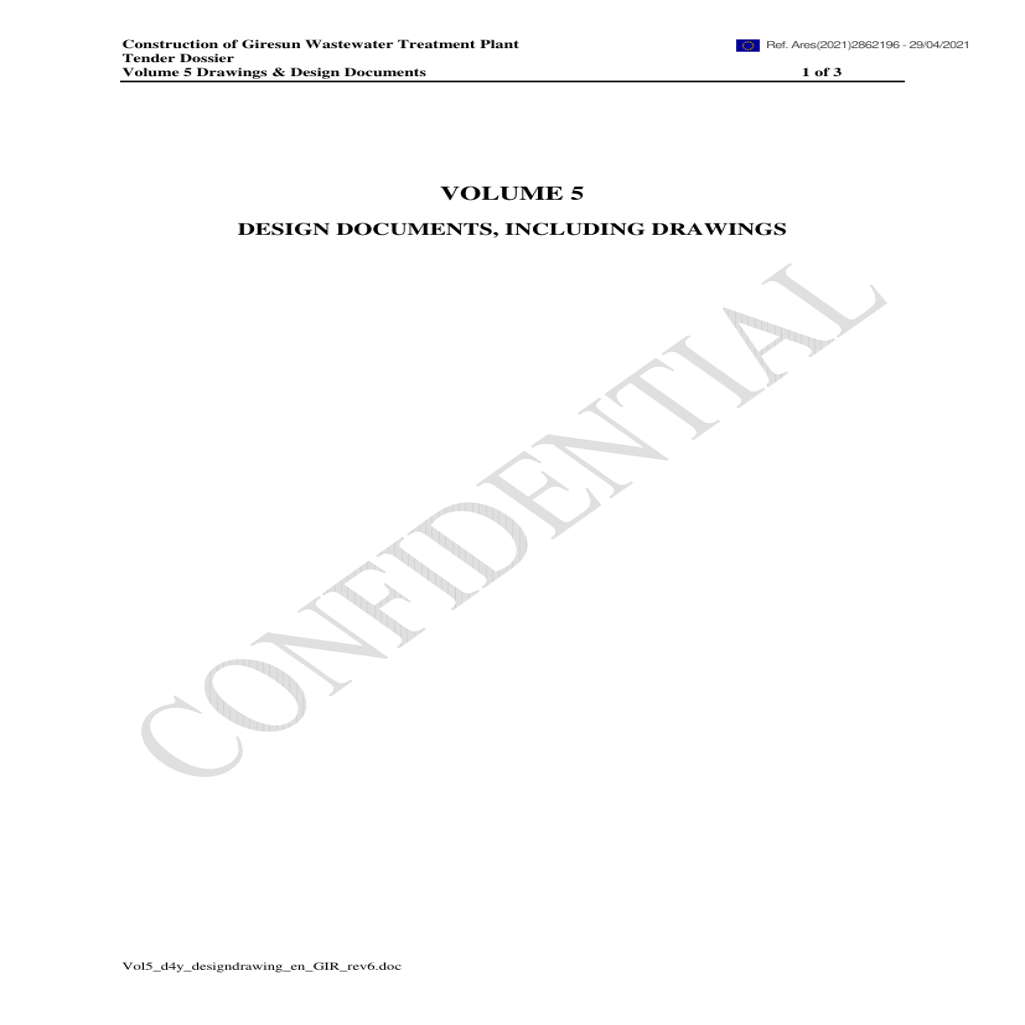 Construction of Giresun Wastewater Treatment Plant
Ref. Ares(2021)2862196 - 29/04/2021
Tender Dossier
Volume 5 Drawings & Design Documents 1 of 3
VOLUME 5
DESIGN DOCUMENTS, INCLUDING DRAWINGS
CONFIDENTIAL
Vol5_d4y_designdrawing_en_GIR_rev6.doc